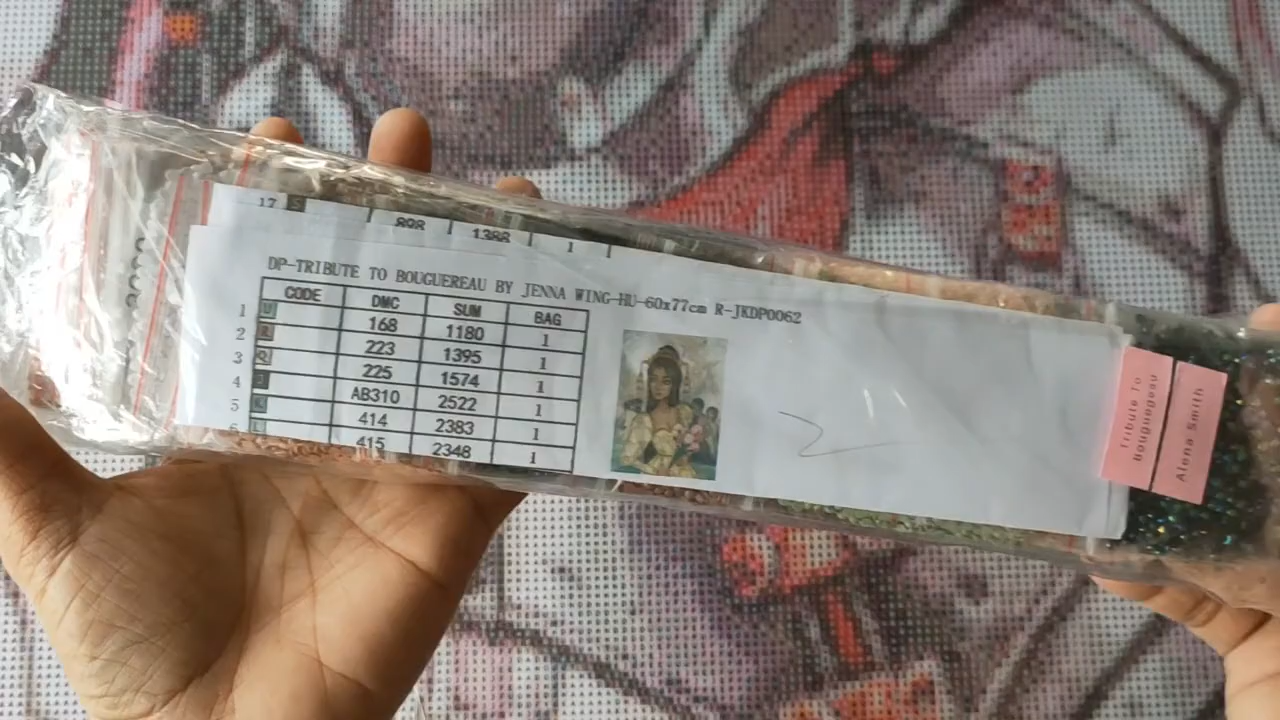 17 S 898 1388 1
DP-TRIBUTE TO BOUGUEREAU BY JENNA WING-HU-60x77cm R-JKDP0062
CODE DMC SUM BAG
1 U 168 1180 1
2 R 223 1395 1
3 Q 225 1574 1
4 AB310 2522 1
5 K 414 2383 1
6 L 415 2348 1
Tribute To
Bouguegeau
Alena Smith